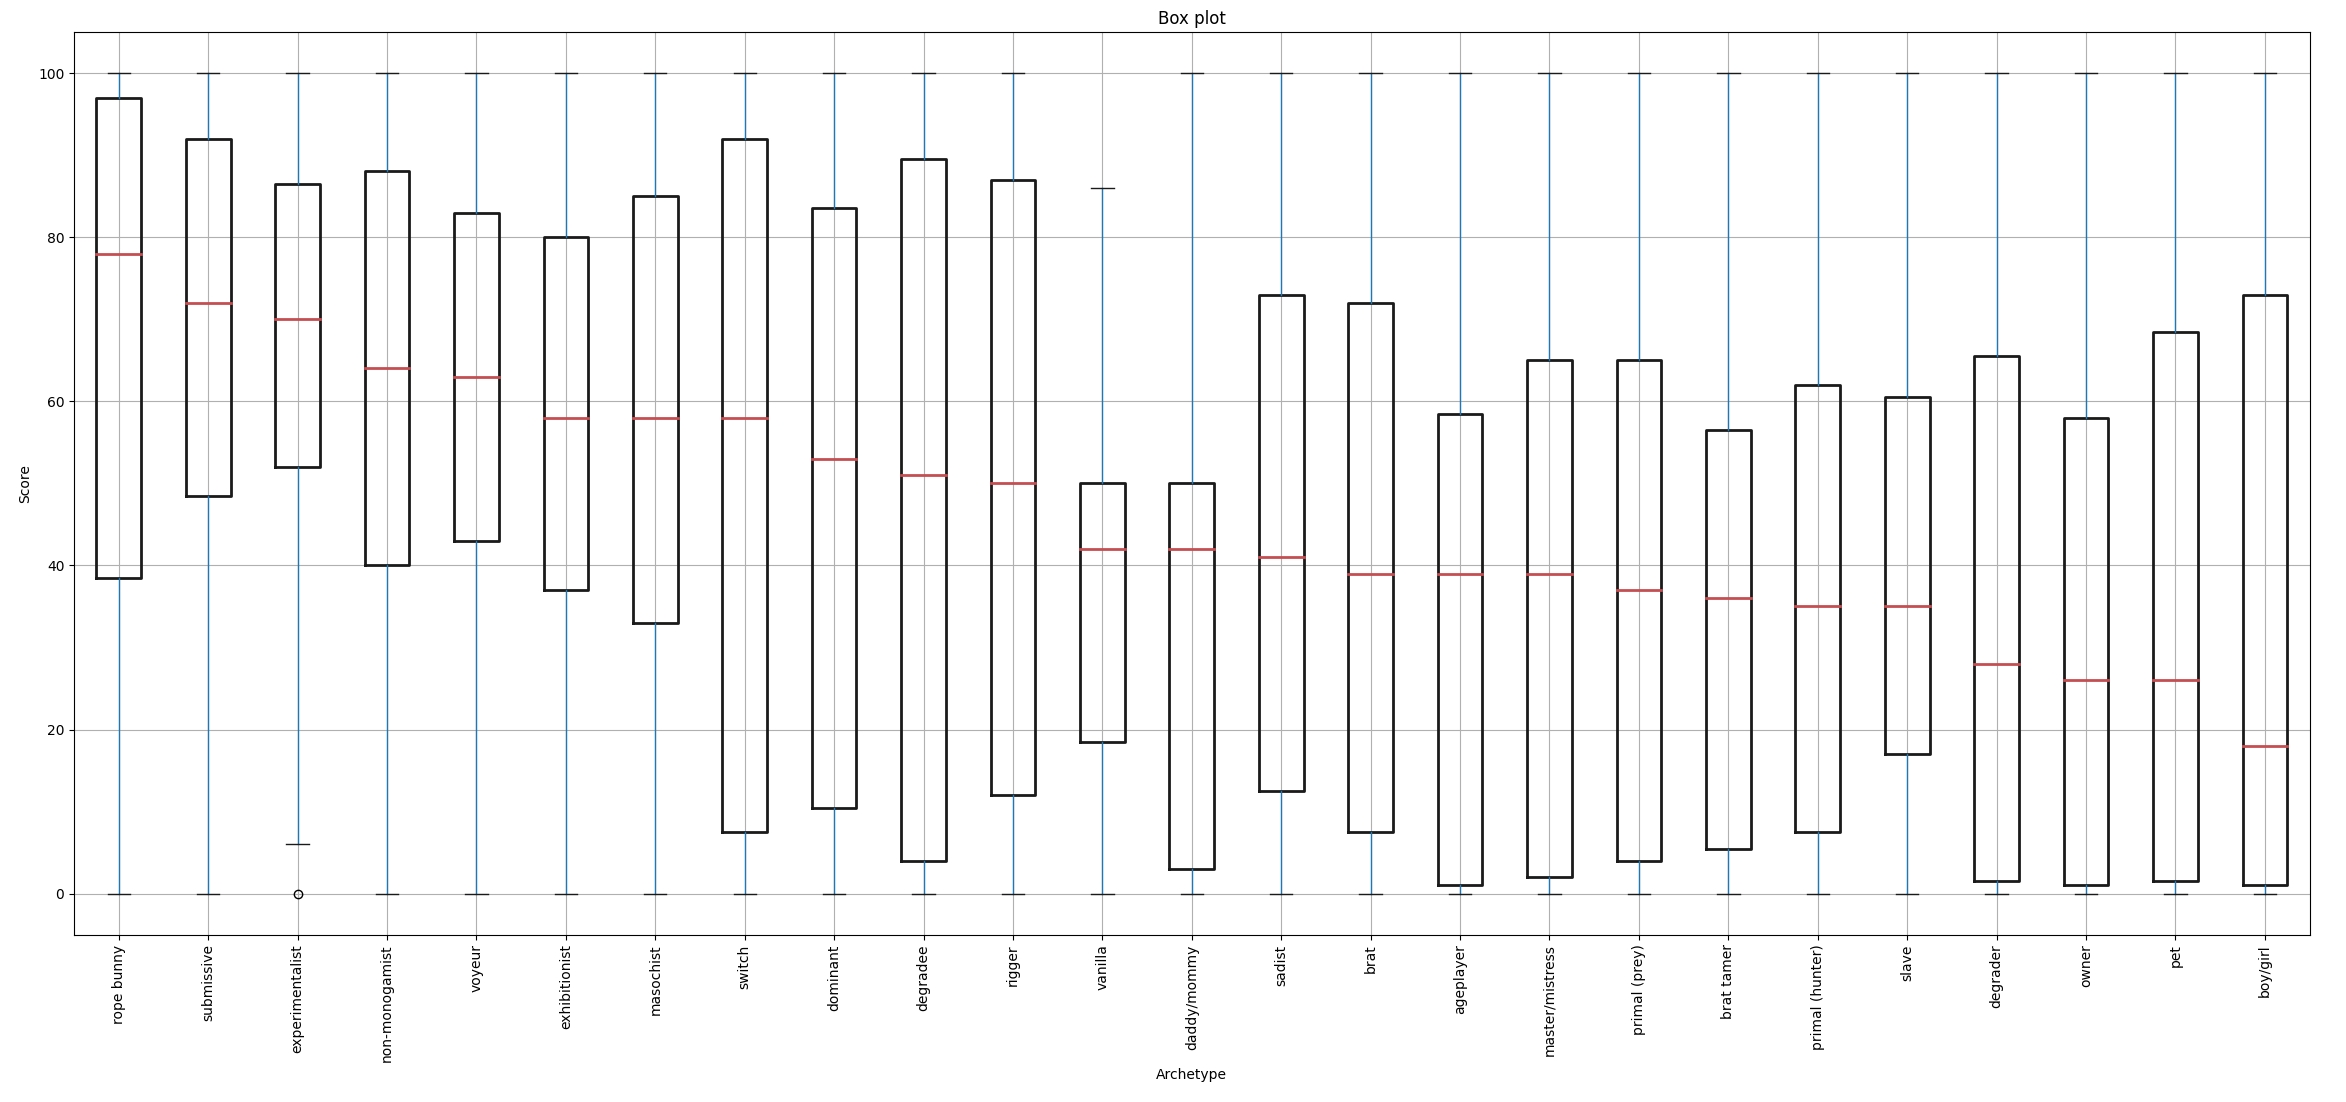 Box plot
100
80
60
40
20
0
Score
rope bunny
submissive
experimentalist
non-monogamist
voyeur
exhibitionist
masochist
switch
dominant
degradee
rigger
vanilla
daddy/mommy
sadist
brat
ageplayer
master/mistress
primal (prey)
brat tamer
primal (hunter)
slave
degrader
owner
pet
boy/girl
Archetype